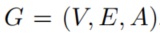 G = (V, E, A)